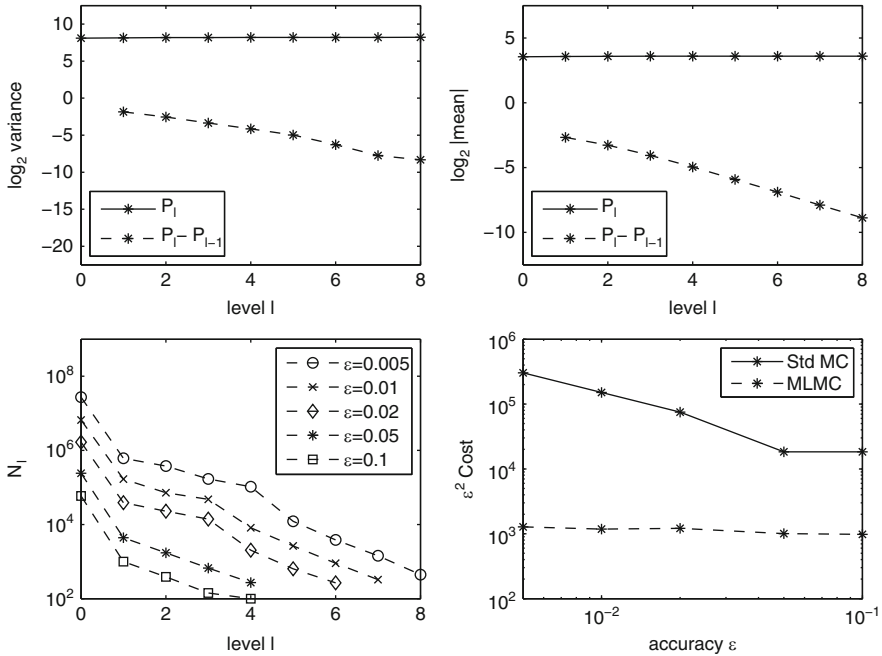 10
5
0
−5
−10
−15
−20
log₂ variance
P_l
P_l − P_{l−1}
0 2 4 6 8
level l
5
0
−5
−10
log₂ |mean|
P_l
P_l − P_{l−1}
0 2 4 6 8
level l
10⁸
10⁶
10⁴
10²
N_l
ε=0.005
ε=0.01
ε=0.02
ε=0.05
ε=0.1
0 2 4 6 8
level l
10⁶
10⁵
10⁴
10³
10²
ε² Cost
Std MC
MLMC
10⁻² 10⁻¹
accuracy ε